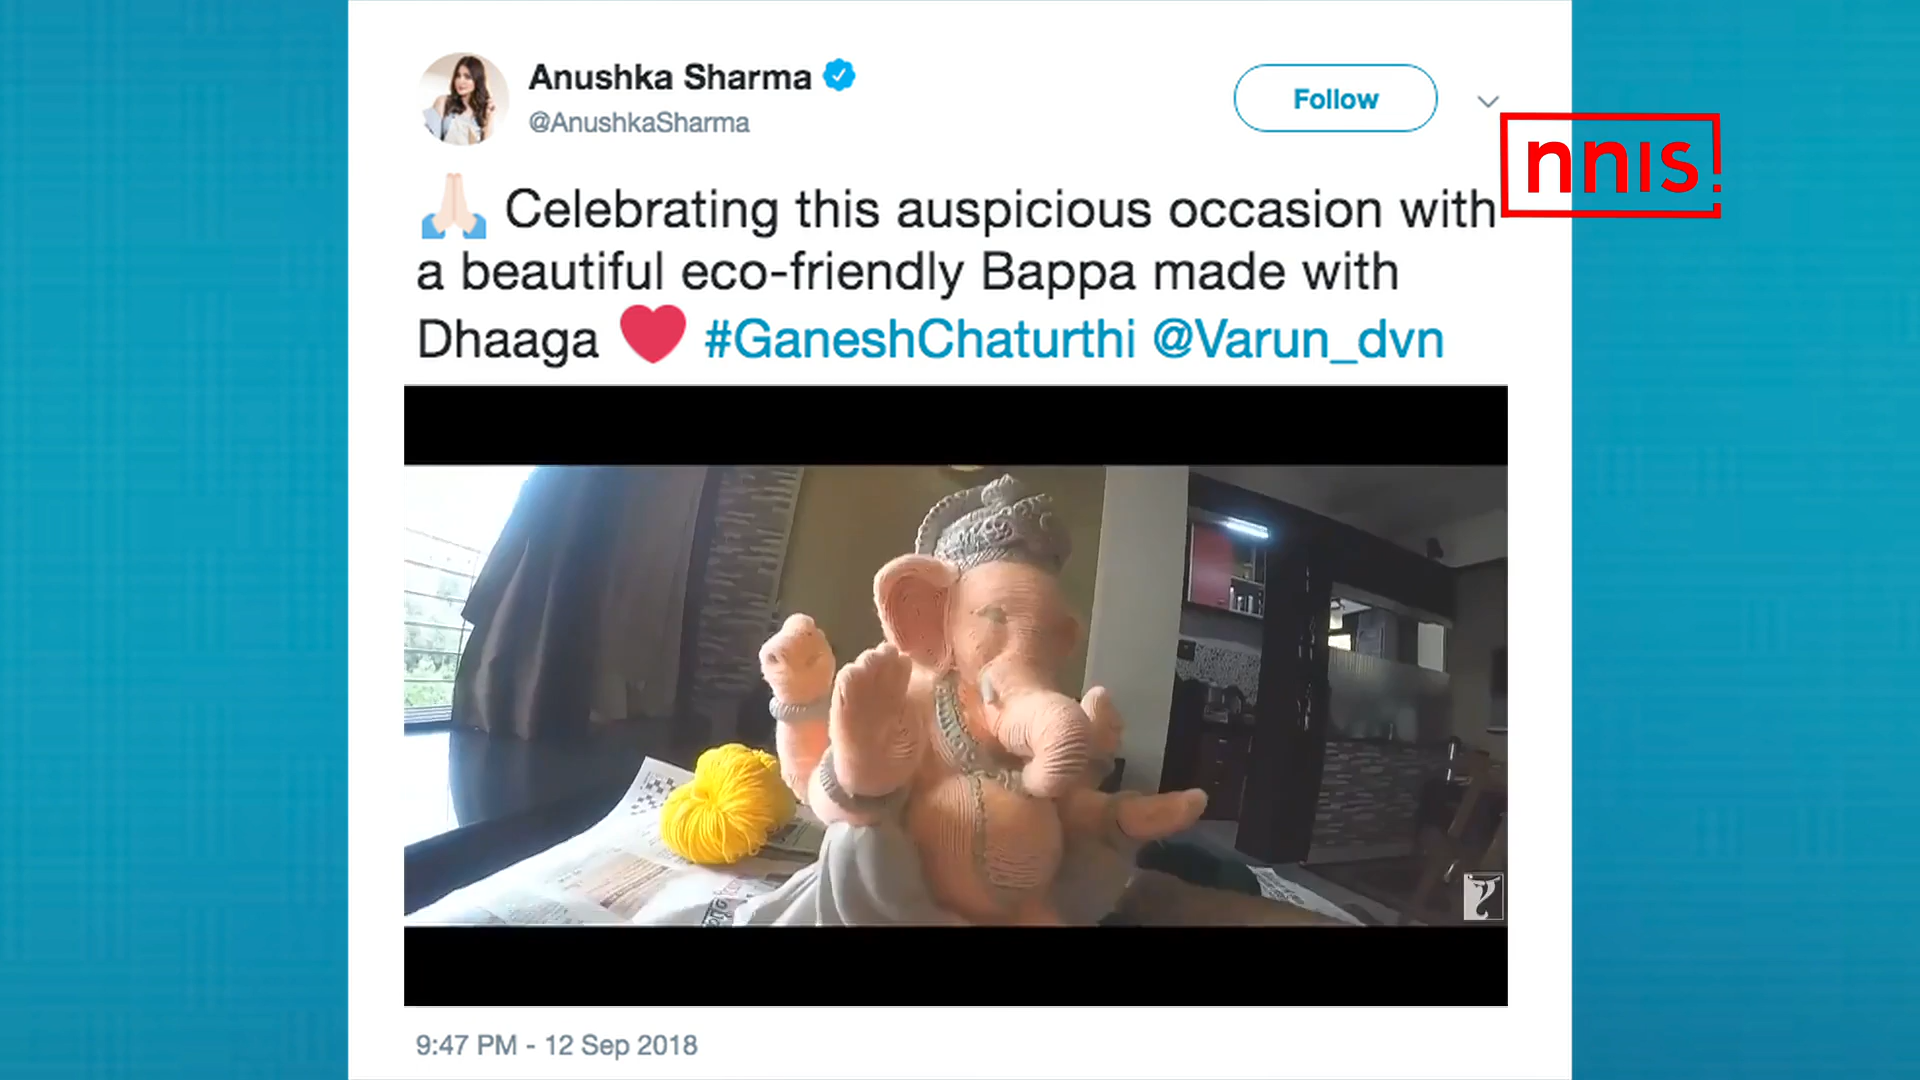 Anushka Sharma
@AnushkaSharma
Follow
nnis!
🙏🏻 Celebrating this auspicious occasion with
a beautiful eco-friendly Bappa made with
Dhaaga ❤️ #GaneshChaturthi @Varun_dvn
9:47 PM - 12 Sep 2018